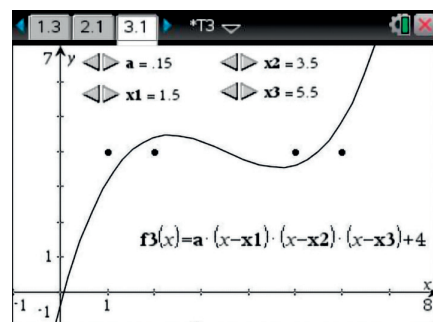 1.3 2.1 3.1 *T3
7 y a = .15 x2 = 3.5
x1 = 1.5 x3 = 5.5
f3(x)=a·(x-x1)·(x-x2)·(x-x3)+4
1
x
-1 -1 1 8